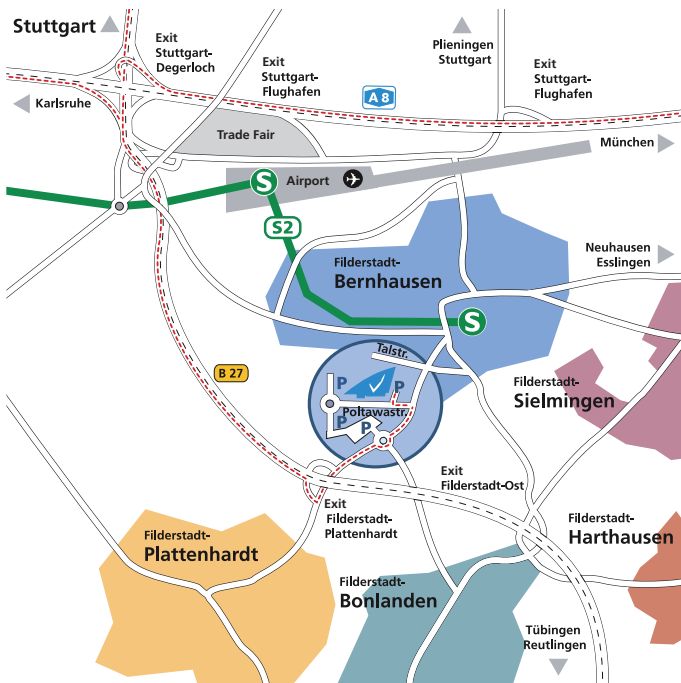 Stuttgart
Exit
Stuttgart-
Degerloch
Plieningen
Stuttgart
Exit
Stuttgart-
Flughafen
Exit
Stuttgart-
Flughafen
Karlsruhe
A 8
Trade Fair
München
S
Airport
S2
Neuhausen
Esslingen
Filderstadt-
Bernhausen
S
Talstr.
B 27
P
P
Filderstadt-
Sielmingen
Poltawastr.
P
P
Exit
Filderstadt-Ost
Exit
Filderstadt-
Plattenhardt
Filderstadt-
Harthausen
Filderstadt-
Plattenhardt
Filderstadt-
Bonlanden
Tübingen
Reutlingen